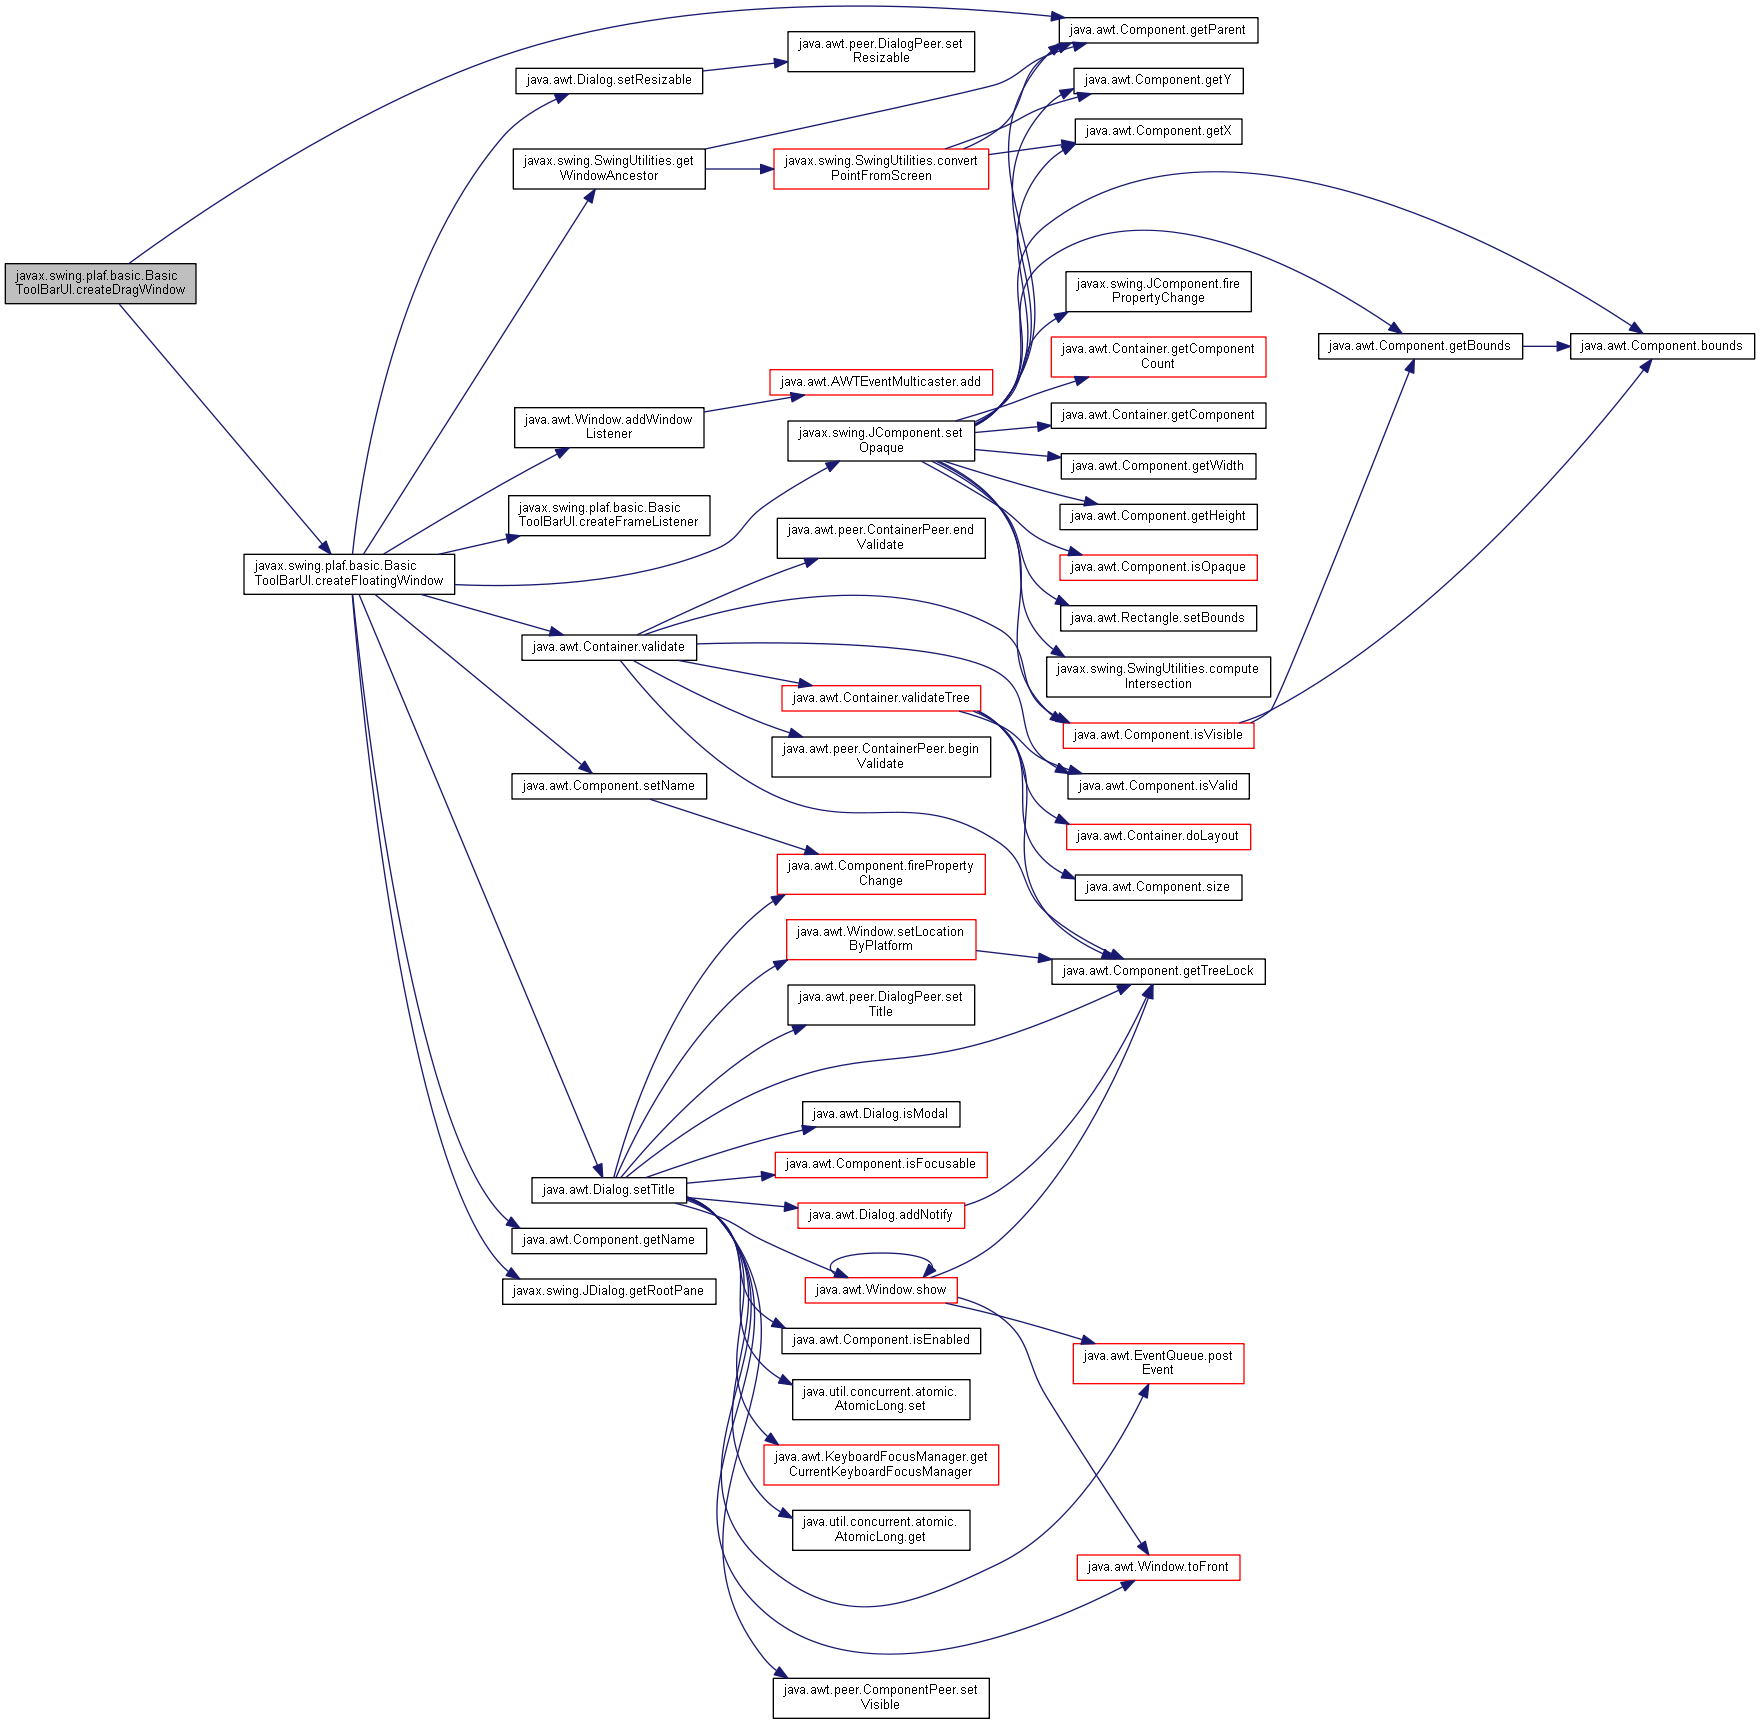 javax.swing.plaf.basic.Basic
ToolBarUI.createDragWindow
javax.swing.plaf.basic.Basic
ToolBarUI.createFloatingWindow
java.awt.Dialog.setResizable
javax.swing.SwingUtilities.get
WindowAncestor
java.awt.Window.addWindow
Listener
javax.swing.plaf.basic.Basic
ToolBarUI.createFrameListener
java.awt.Container.validate
java.awt.Component.setName
java.awt.Dialog.setTitle
java.awt.Component.getName
javax.swing.JDialog.getRootPane
java.awt.peer.DialogPeer.set
Resizable
javax.swing.SwingUtilities.convert
PointFromScreen
java.awt.AWTEventMulticaster.add
javax.swing.JComponent.set
Opaque
java.awt.peer.ContainerPeer.end
Validate
java.awt.Container.validateTree
java.awt.peer.ContainerPeer.begin
Validate
java.awt.Component.fireProperty
Change
java.awt.Window.setLocation
ByPlatform
java.awt.peer.DialogPeer.set
Title
java.awt.Dialog.isModal
java.awt.Component.isFocusable
java.awt.Dialog.addNotify
java.awt.Window.show
java.awt.Component.isEnabled
java.util.concurrent.atomic.
AtomicLong.set
java.awt.KeyboardFocusManager.get
CurrentKeyboardFocusManager
java.util.concurrent.atomic.
AtomicLong.get
java.awt.peer.ComponentPeer.set
Visible
java.awt.Component.getParent
java.awt.Component.getY
java.awt.Component.getX
javax.swing.JComponent.fire
PropertyChange
java.awt.Container.getComponent
Count
java.awt.Container.getComponent
java.awt.Component.getWidth
java.awt.Component.getHeight
java.awt.Component.isOpaque
java.awt.Rectangle.setBounds
javax.swing.SwingUtilities.compute
Intersection
java.awt.Component.isVisible
java.awt.Component.isValid
java.awt.Container.doLayout
java.awt.Component.size
java.awt.Component.getTreeLock
java.awt.EventQueue.post
Event
java.awt.Window.toFront
java.awt.Component.getBounds
java.awt.Component.bounds